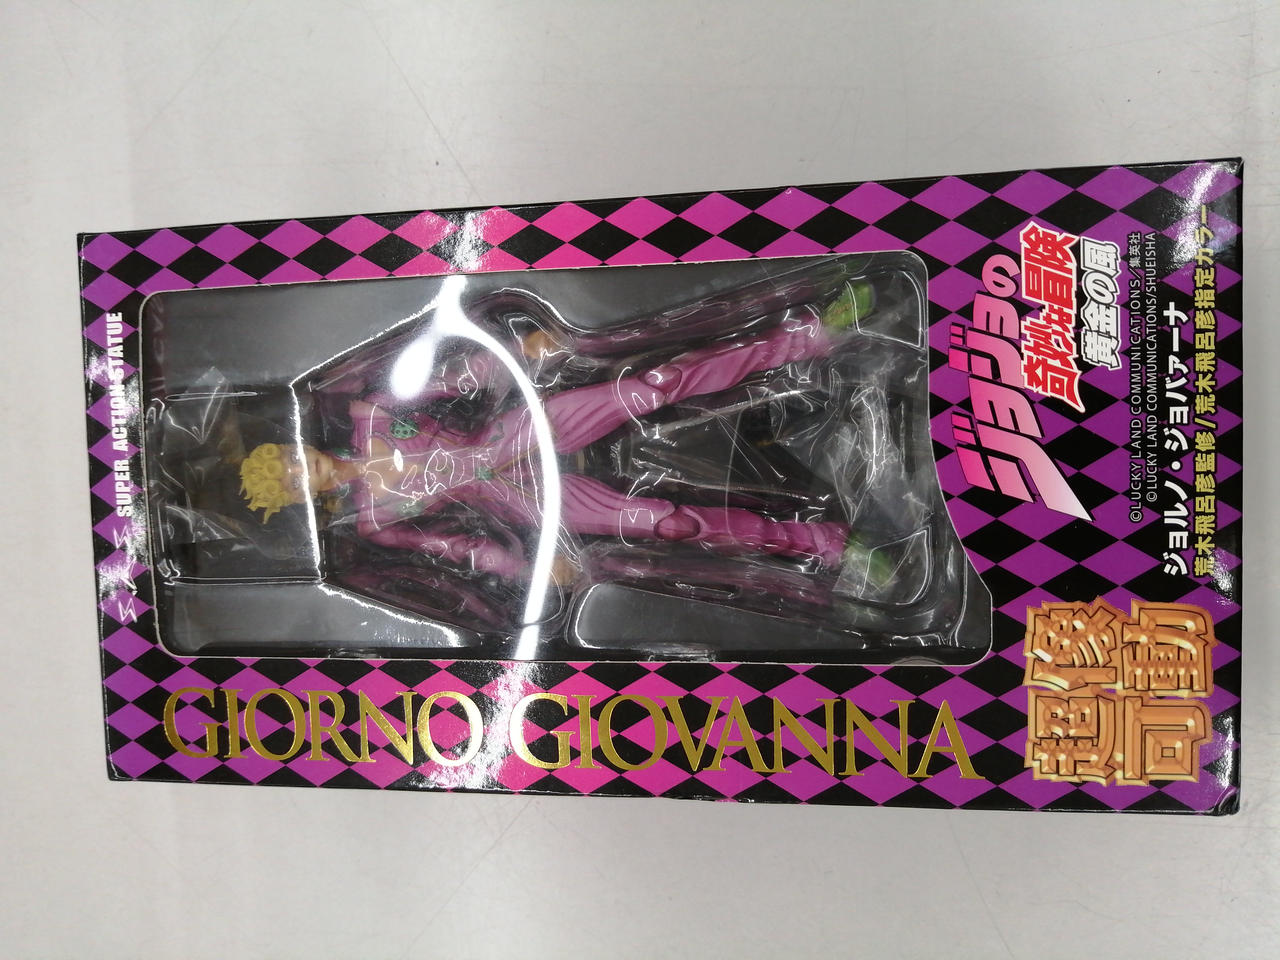 SUPER ACTION STATUE
GIORNO GIOVANNA
ジョジョの
奇妙な冒険
黄金の風
©LUCKY LAND COMMUNICATIONS/集英社
©LUCKY LAND COMMUNICATIONS/SHUEISHA
ジョルノ・ジョバァーナ
荒木飛呂彦監修/荒木飛呂彦指定カラー
超像
可動